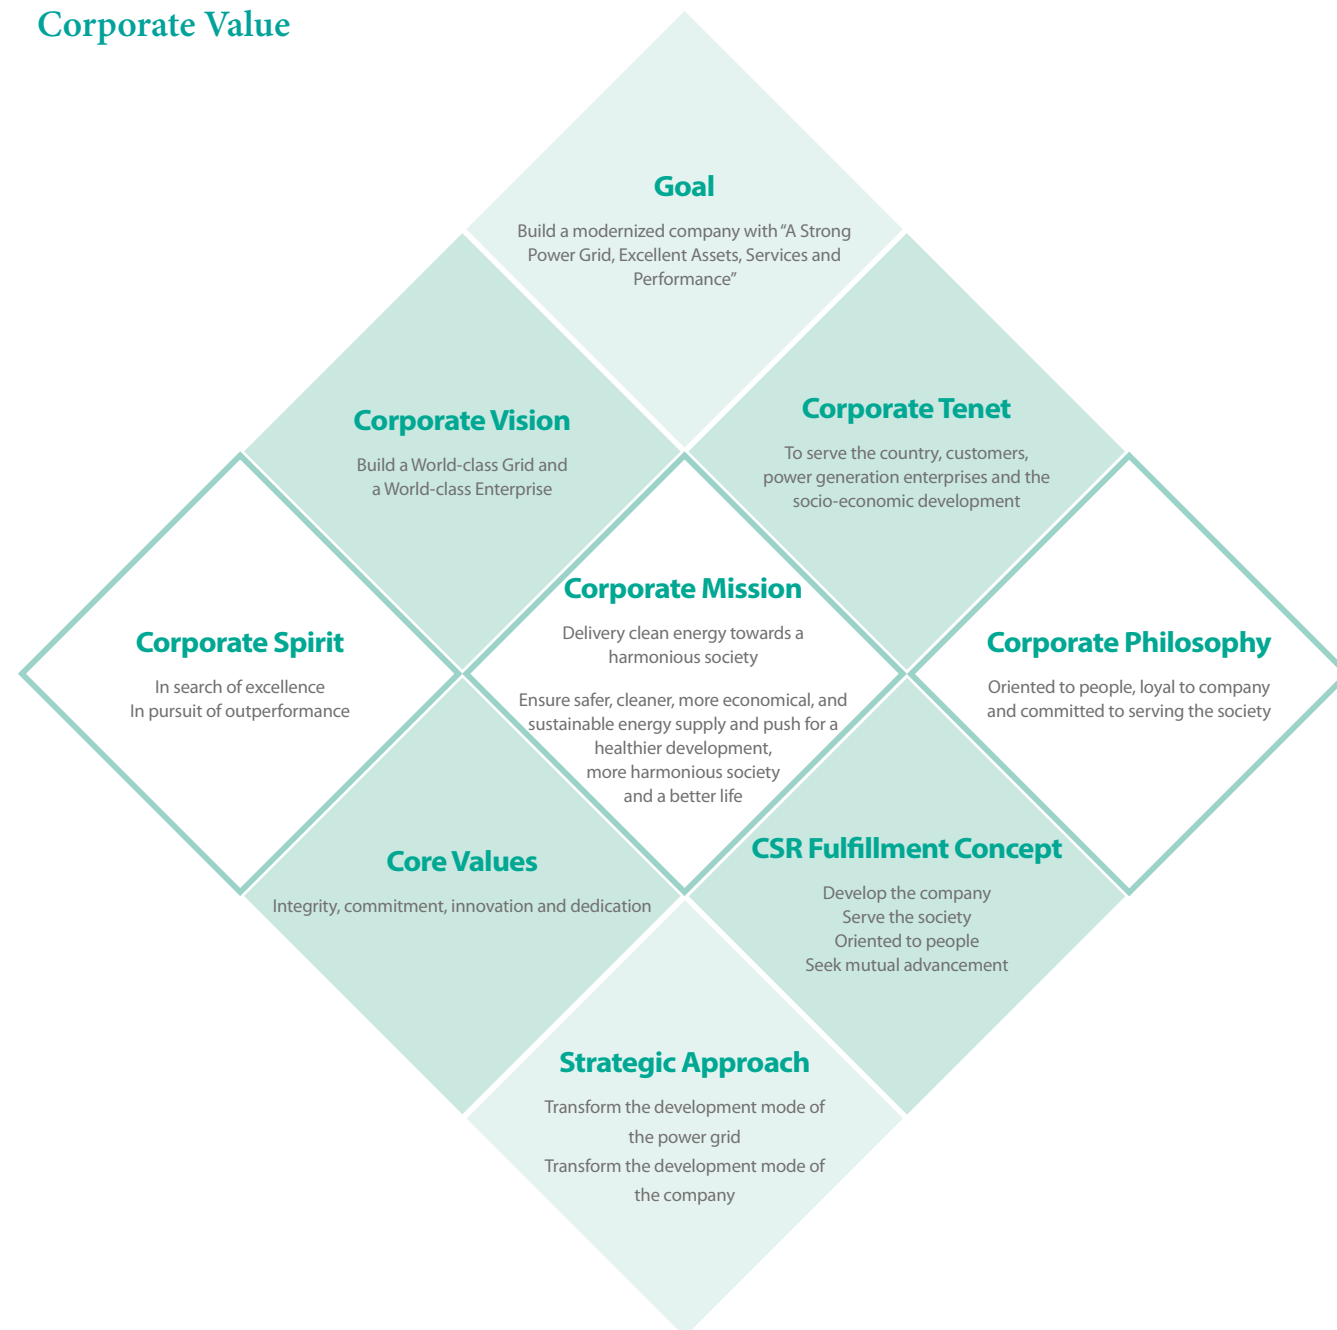 Corporate Value
Goal
Build a modernized company with “A Strong
Power Grid, Excellent Assets, Services and
Performance”
Corporate Vision
Build a World-class Grid and
a World-class Enterprise
Corporate Tenet
To serve the country, customers,
power generation enterprises and the
socio-economic development
Corporate Spirit
In search of excellence
In pursuit of outperformance
Corporate Mission
Delivery clean energy towards a
harmonious society
Ensure safer, cleaner, more economical, and
sustainable energy supply and push for a
healthier development,
more harmonious society
and a better life
Corporate Philosophy
Oriented to people, loyal to company
and committed to serving the society
Core Values
Integrity, commitment, innovation and dedication
CSR Fulfillment Concept
Develop the company
Serve the society
Oriented to people
Seek mutual advancement
Strategic Approach
Transform the development mode of
the power grid
Transform the development mode of
the company